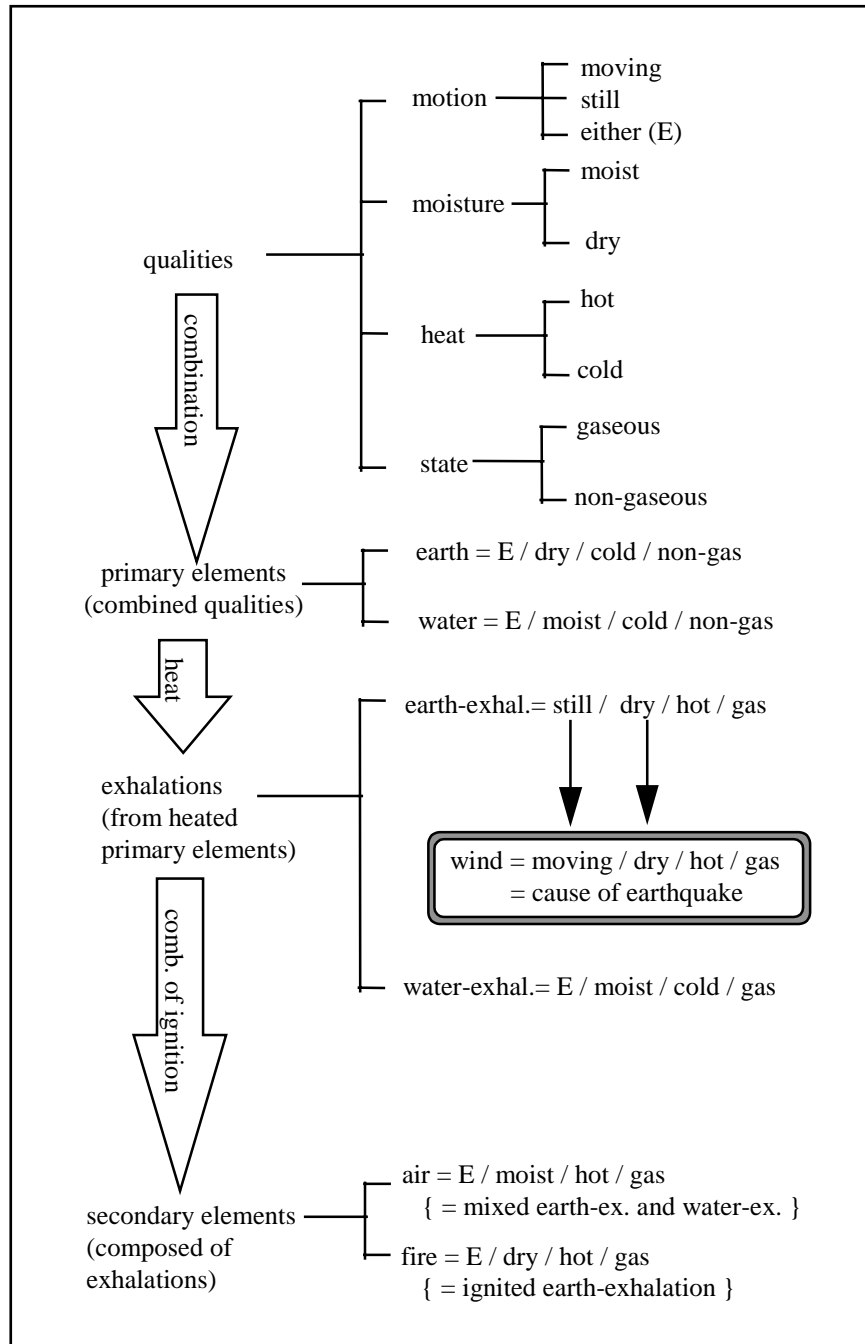 moving
motion
still
either (E)
moist
moisture
dry
qualities
hot
heat
cold
combination
gaseous
state
non-gaseous
primary elements
(combined qualities)
earth = E / dry / cold / non-gas
water = E / moist / cold / non-gas
heat
exhalations
(from heated
primary elements)
earth-exhal.= still / dry / hot / gas
wind = moving / dry / hot / gas
= cause of earthquake
water-exhal.= E / moist / cold / gas
comb. of ignition
secondary elements
(composed of
exhalations)
air = E / moist / hot / gas
{ = mixed earth-ex. and water-ex. }
fire = E / dry / hot / gas
{ = ignited earth-exhalation }